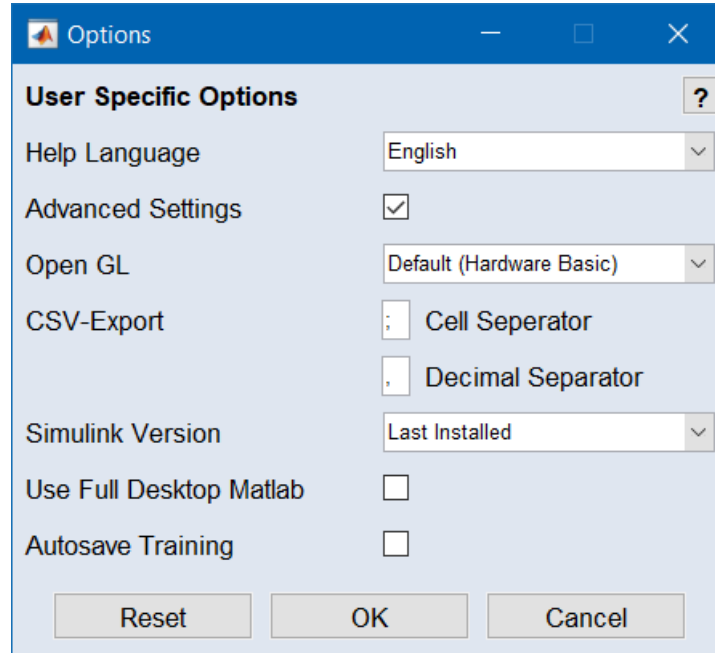 Options
User Specific Options ?
Help Language English
Advanced Settings
Open GL Default (Hardware Basic)
CSV-Export ; Cell Seperator
, Decimal Separator
Simulink Version Last Installed
Use Full Desktop Matlab
Autosave Training
Reset OK Cancel